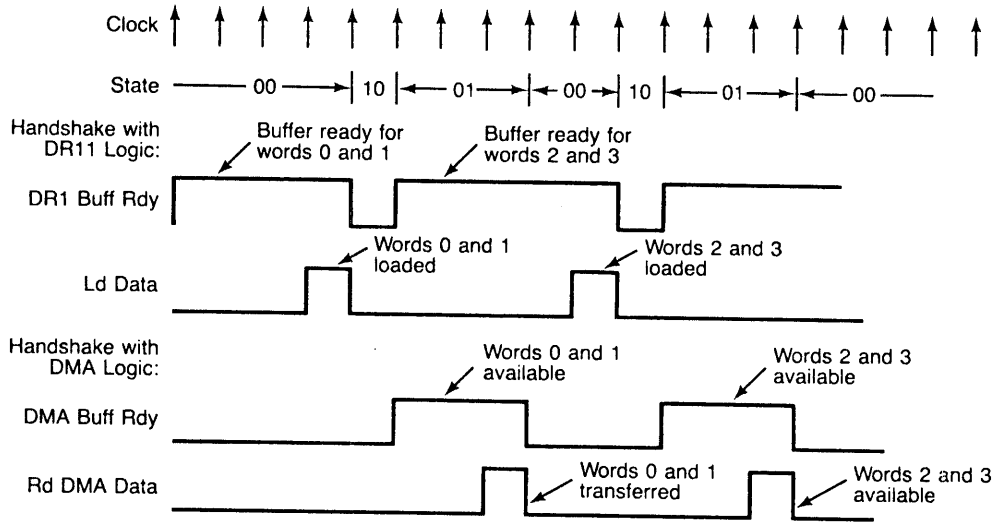 Clock
State 00 10 01 00 10 01 00
Handshake with
DR11 Logic:
Buffer ready for
words 0 and 1
Buffer ready for
words 2 and 3
DR1 Buff Rdy
Words 0 and 1
loaded
Words 2 and 3
loaded
Ld Data
Handshake with
DMA Logic:
Words 0 and 1
available
Words 2 and 3
available
DMA Buff Rdy
Rd DMA Data
Words 0 and 1
transferred
Words 2 and 3
available